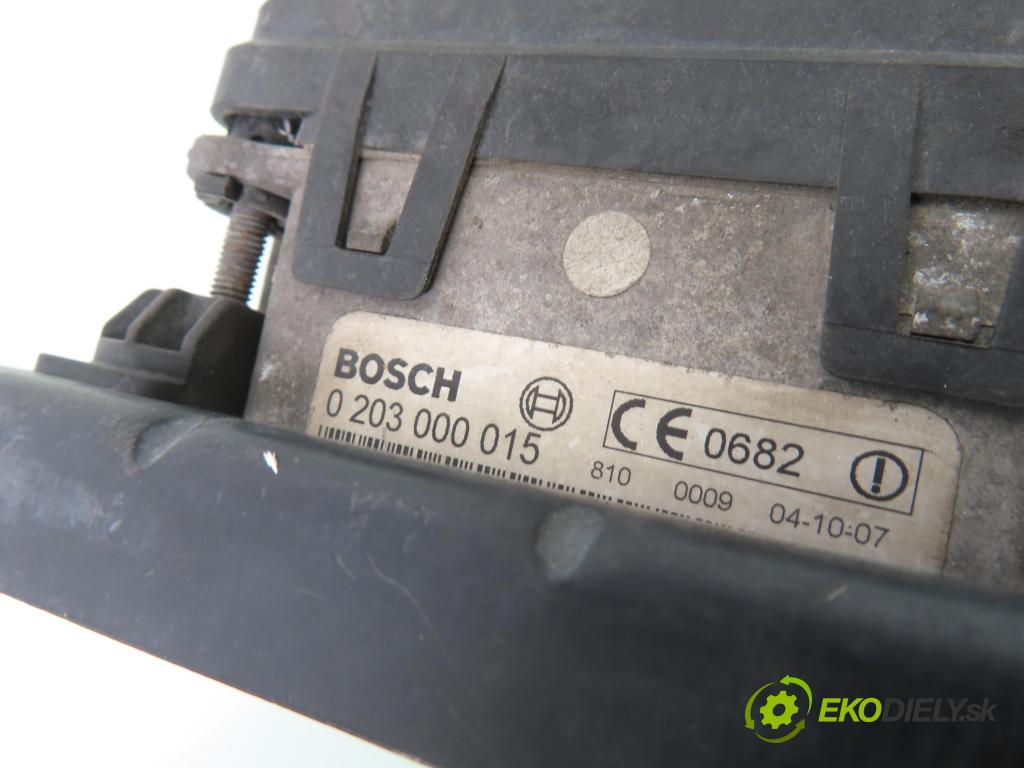 BOSCH
0 203 000 015
CE 0682
810 0009 04-10-07
EKODIELY.sk